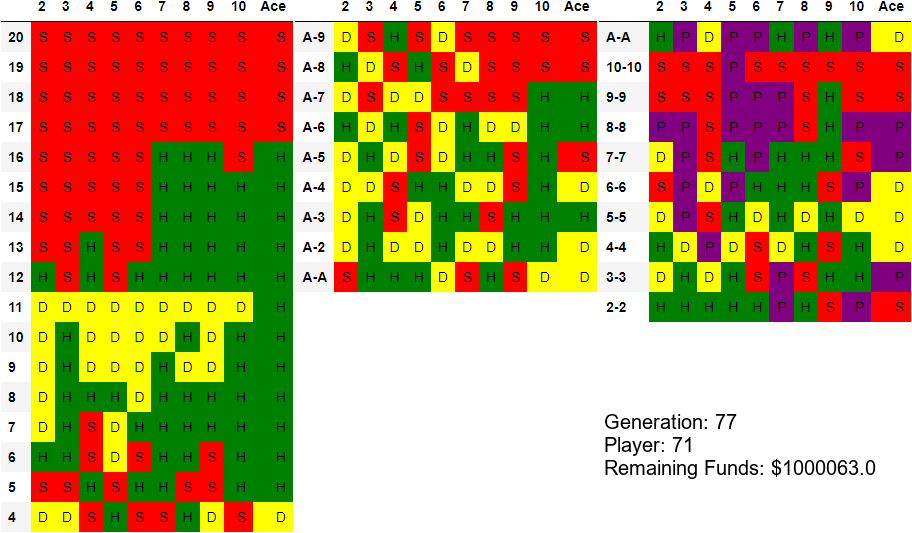 2 3 4 5 6 7 8 9 10 Ace
20 S S S S S S S S S S
19 S S S S S S S S S S
18 S S S S S S S S S S
17 S S S S S S S S S S
16 S S S S S H H H S H
15 S S S S S H H H H H
14 S S S S S H H H H H
13 S S H S S H H H H H
12 H S H S H H H H H H
11 D D D D D D D D D H
10 D H D D D D H D H H
9 D H D D D H D D H H
8 D H H H D H H H H H
7 D H S D H H H H H H
6 H H S D S H H S H H
5 S S H S H H S S H H
4 D D S H S S H D S D
2 3 4 5 6 7 8 9 10 Ace
A-9 D S H S D S S S S S
A-8 H D S H S D S S S S
A-7 D S D D S S S S H H
A-6 H D H S D H D D H H
A-5 D H D S D H H S H S
A-4 D D S H H D D S H D
A-3 D H S D H H S H H H
A-2 D H D D H D D H H D
A-A S H H H D S H S D D
2 3 4 5 6 7 8 9 10 Ace
A-A H P D P P H P H P D
10-10 S S S P S S S S S S
9-9 S S S P P P S H S S
8-8 P P S P P P S H P P
7-7 D P S H P H H H S P
6-6 S P D P H H H S P D
5-5 D P S H D H D H D D
4-4 H D P D S D H S H D
3-3 D H D H S P S H H P
2-2 H H H H H P H S P S
Generation: 77
Player: 71
Remaining Funds: $1000063.0